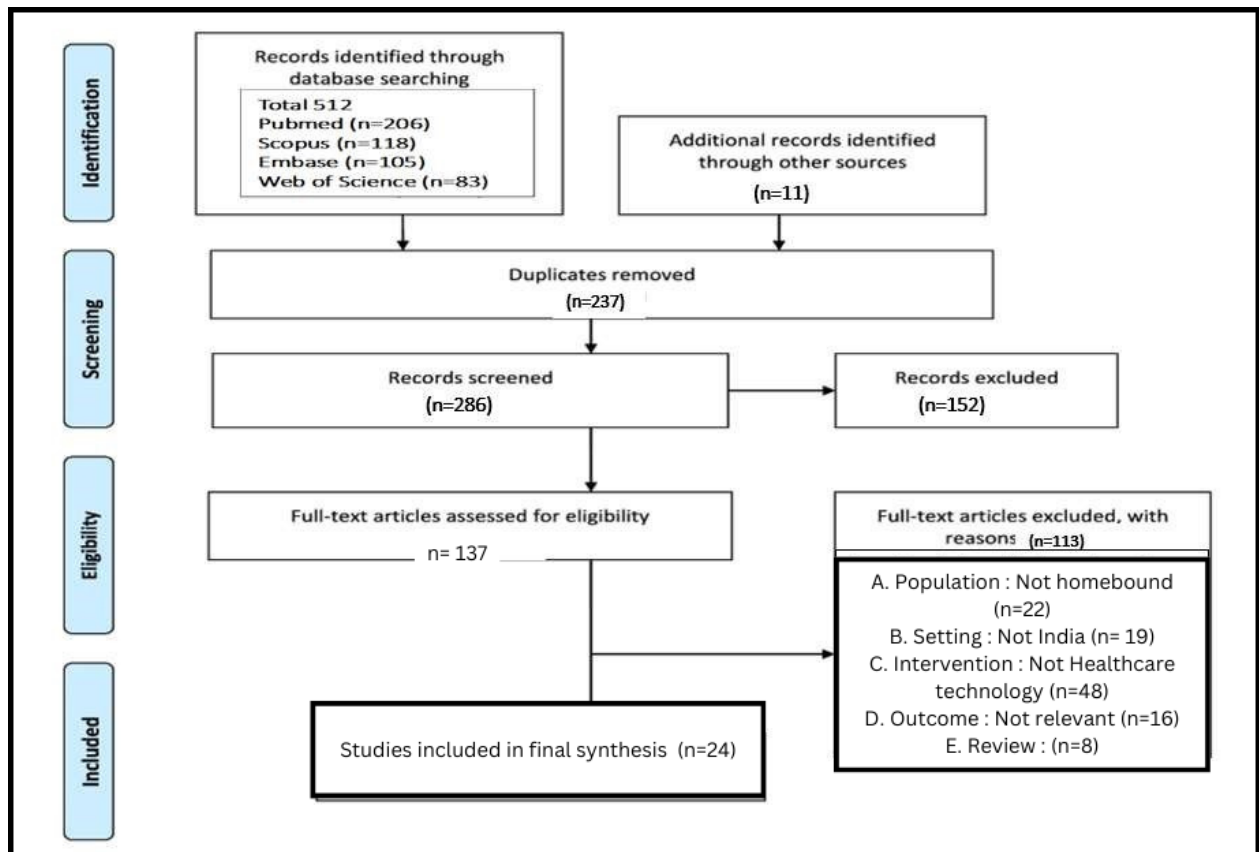 Identification
Records identified through
database searching
Total 512
Pubmed (n=206)
Scopus (n=118)
Embase (n=105)
Web of Science (n=83)
Additional records identified
through other sources
(n=11)
Screening
Duplicates removed
(n=237)
Records screened
(n=286)
Records excluded
(n=152)
Eligibility
Full-text articles assessed for eligibility
n= 137
Full-text articles excluded, with
reasons (n=113)
A. Population : Not homebound
(n=22)
B. Setting : Not India (n= 19)
C. Intervention : Not Healthcare
technology (n=48)
D. Outcome : Not relevant (n=16)
E. Review : (n=8)
Included
Studies included in final synthesis (n=24)